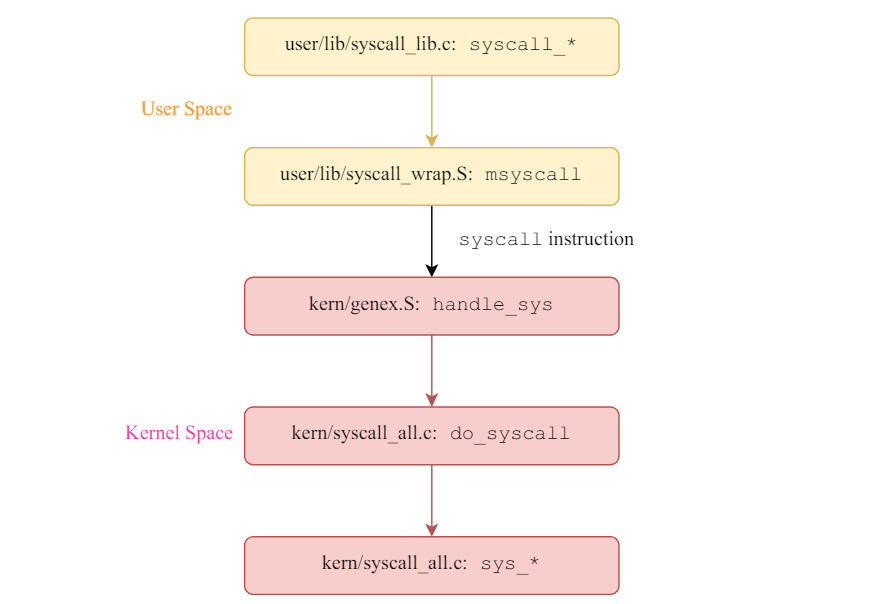 user/lib/syscall_lib.c: syscall_*
User Space
user/lib/syscall_wrap.S: msyscall
syscall instruction
kern/genex.S: handle_sys
Kernel Space
kern/syscall_all.c: do_syscall
kern/syscall_all.c: sys_*